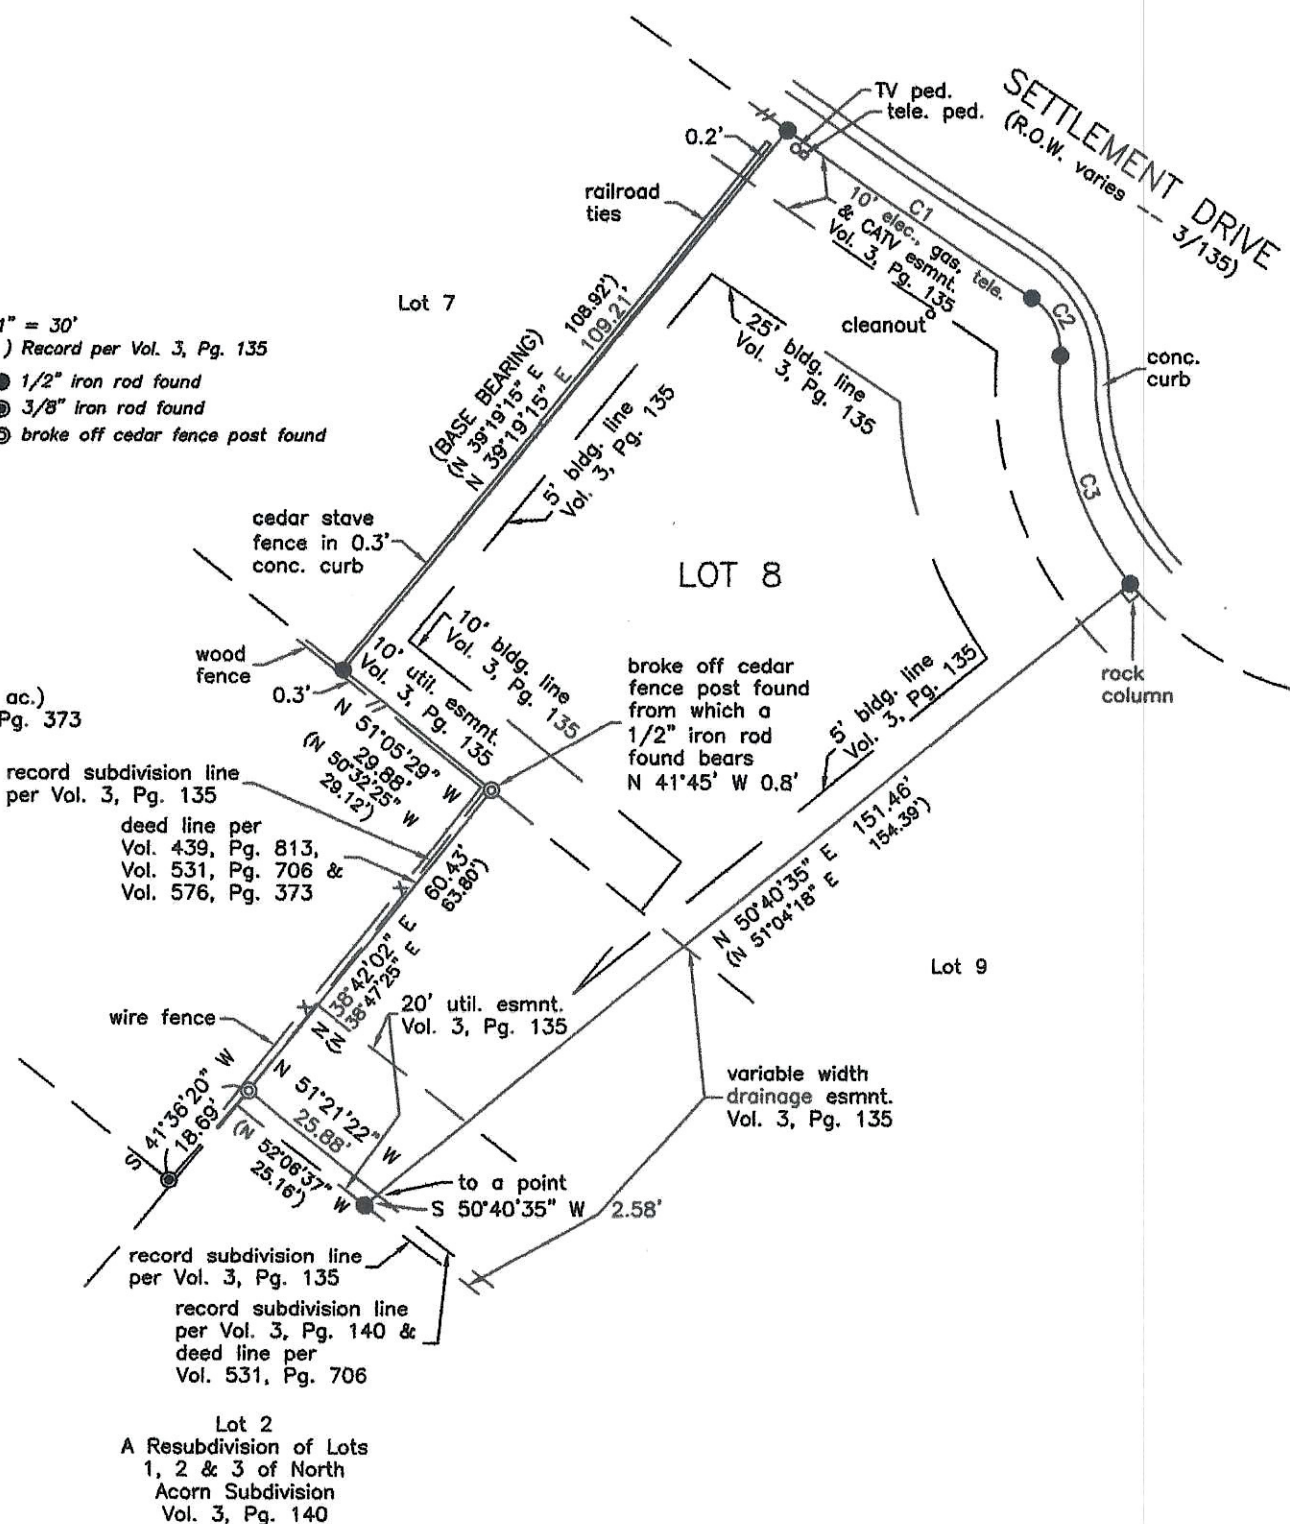 SETTLEMENT DRIVE
(R.O.W. varies -- 3/135)
TV ped.
tele. ped.
0.2'
railroad
ties
C1
10' elec., gas, tele.
& CATV esmnt.
Vol. 3, Pg. 135
C2
Lot 7
1" = 30'
) Record per Vol. 3, Pg. 135
1/2" iron rod found
3/8" iron rod found
broke off cedar fence post found
(BASE BEARING)
(N 39°19'15" E 108.92')
N 39°19'15" E 109.21'
25' bldg. line
Vol. 3, Pg. 135
cleanout
conc.
curb
5' bldg. line
Vol. 3, Pg. 135
C3
cedar stave
fence in 0.3'
conc. curb
LOT 8
wood
fence
0.3'
10' bldg. line
Vol. 3, Pg. 135
10' util. esmnt.
Vol. 3, Pg. 135
broke off cedar
fence post found
from which a
1/2" iron rod
found bears
N 41°45' W 0.8'
5' bldg. line
Vol. 3, Pg. 135
rock
column
ac.)
Pg. 373
N 51°05'29" W
29.88'
(N 50°32'25" W
29.12')
record subdivision line
per Vol. 3, Pg. 135
deed line per
Vol. 439, Pg. 813,
Vol. 531, Pg. 706 &
Vol. 576, Pg. 373
N 38°42'02" E 60.43'
(N 38°47'25" E 63.80')
N 50°40'35" E 151.46'
(N 51°04'18" E 154.39')
Lot 9
wire fence
20' util. esmnt.
Vol. 3, Pg. 135
S 41°36'20" W
18.69'
N 51°21'22" W
25.88'
(N 52°06'37" W
25.16')
variable width
drainage esmnt.
Vol. 3, Pg. 135
to a point
S 50°40'35" W 2.58'
record subdivision line
per Vol. 3, Pg. 135
record subdivision line
per Vol. 3, Pg. 140 &
deed line per
Vol. 531, Pg. 706
Lot 2
A Resubdivision of Lots
1, 2 & 3 of North
Acorn Subdivision
Vol. 3, Pg. 140